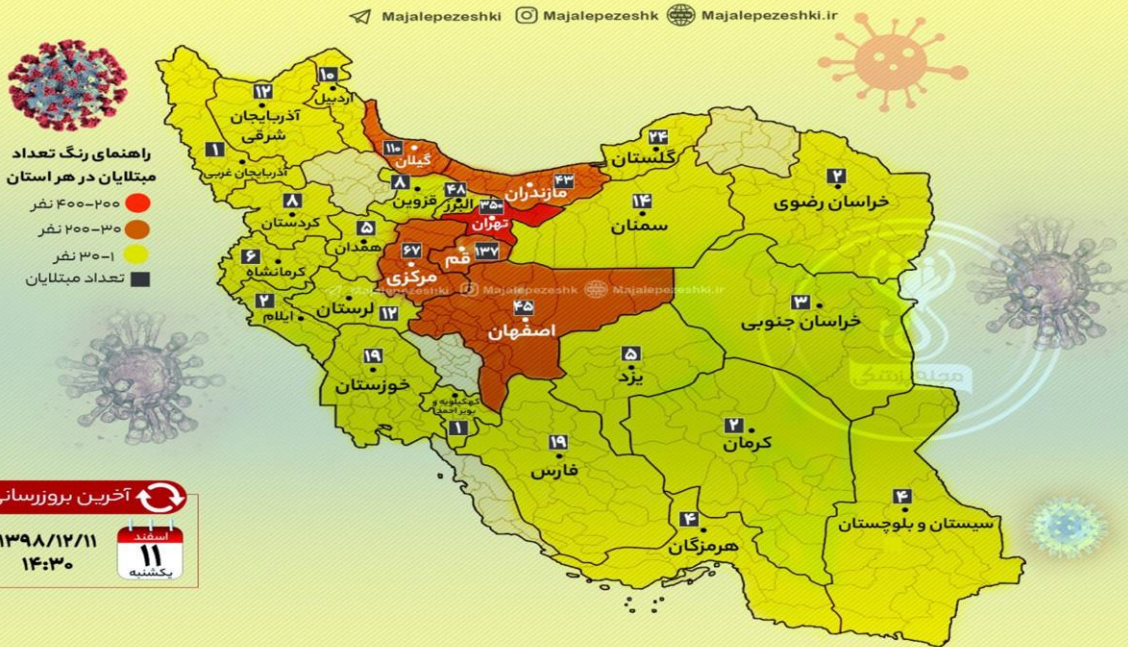 Majalepezeshki Majalepezeshk Majalepezeshki.ir
راهنمای رنگ تعداد
مبتلایان در هر استان
۴۰۰-۲۰۰ نفر
۲۰۰-۳۰ نفر
۳۰-۱ نفر
تعداد مبتلایان
۱۰
اردبیل
۱۲
آذربایجان
شرقی
۱
آذربایجان غربی
۱۱۰
گیلان
۲۴
گلستان
۴۳
مازندران
۸
قزوین
۴۸
البرز
۳۵۰
تهران
۱۴
سمنان
۲
خراسان رضوی
۸
کردستان
۵
همدان
۶۷
مرکزی
۱۳۷
قم
۶
کرمانشاه
Majalepezeshki Majalepezeshk Majalepezeshki.ir
۲
ایلام
۱۲
لرستان
۴۵
اصفهان
۳
خراسان جنوبی
مجله پزشکی
۱۹
خوزستان
۵
یزد
کهکیلویه و
بویر احمد
۱
۱۹
فارس
۲
کرمان
۴
سیستان و بلوچستان
۴
هرمزگان
آخرین بروزرسانی
۱۳۹۸/۱۲/۱۱
۱۴:۳۰
اسفند
۱۱
یکشنبه